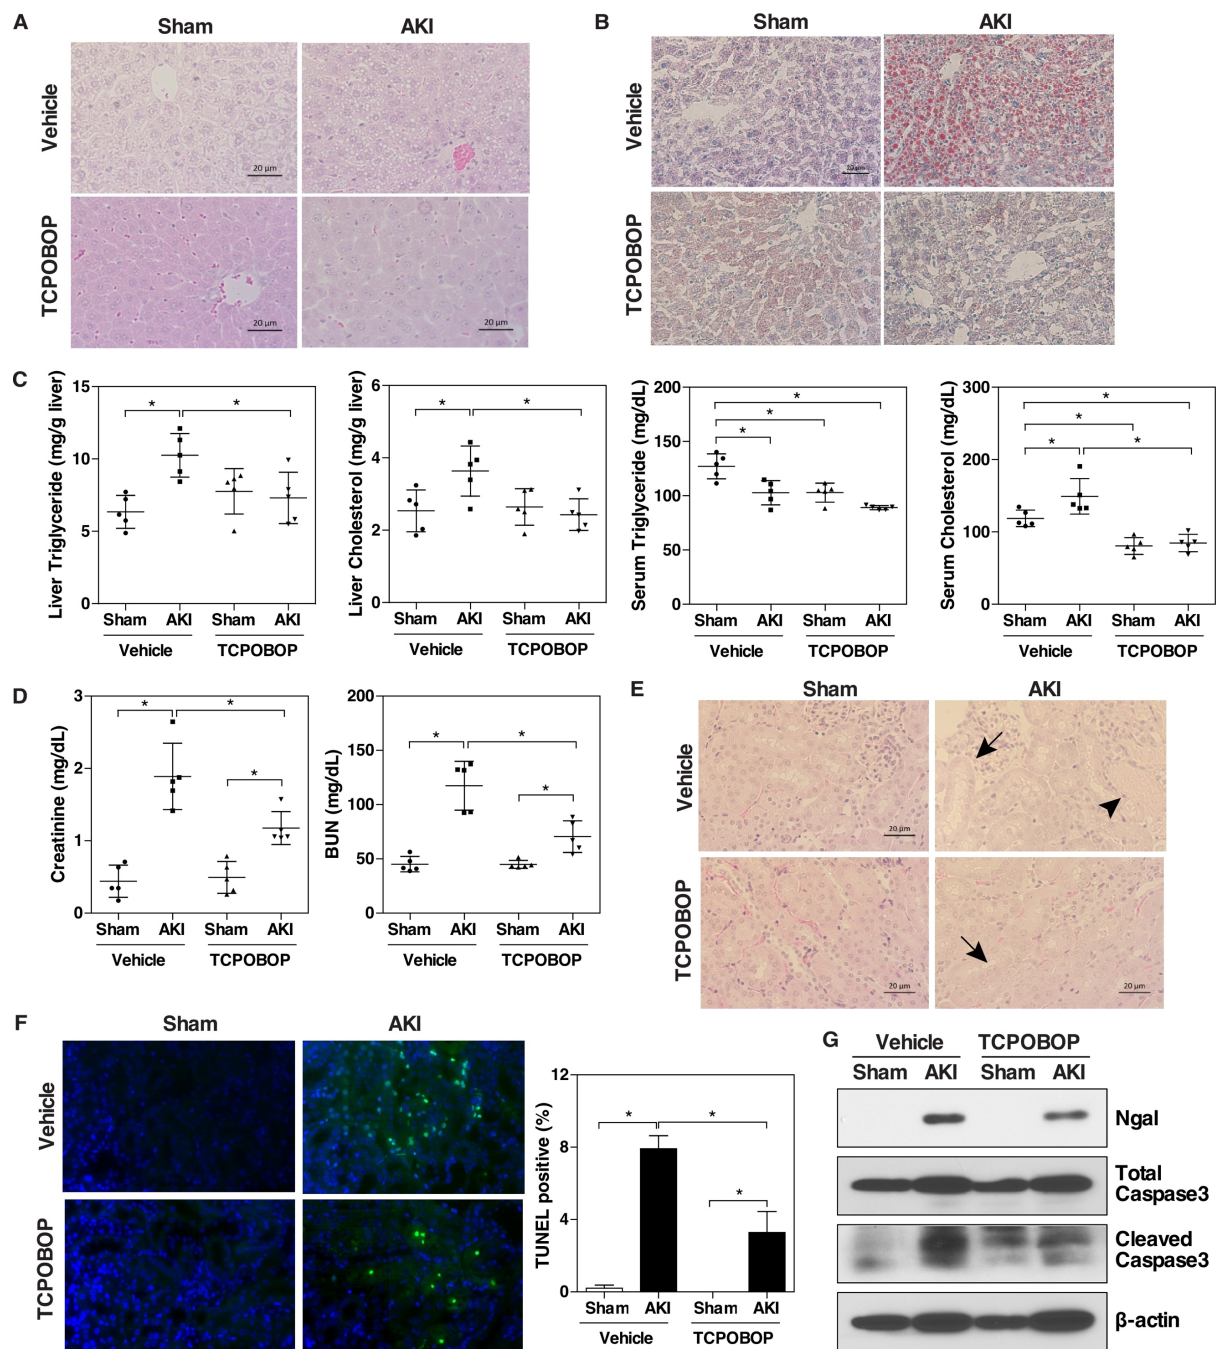 A
Sham
AKI
Vehicle
20 µm
TCPOBOP
20 µm
20 µm
B
Sham
AKI
Vehicle
20µm
TCPOBOP
C
Liver Triglyceride (mg/g liver)
15
10
5
0
Sham AKI Sham AKI
Vehicle TCPOBOP
* *
Liver Cholesterol (mg/g liver)
6
4
2
0
Sham AKI Sham AKI
Vehicle TCPOBOP
* *
Serum Triglyceride (mg/dL)
200
150
100
50
0
Sham AKI Sham AKI
Vehicle TCPOBOP
*
*
*
Serum Cholesterol (mg/dL)
300
200
100
0
Sham AKI Sham AKI
Vehicle TCPOBOP
*
*
* *
D
Creatinine (mg/dL)
3
2
1
0
Sham AKI Sham AKI
Vehicle TCPOBOP
* *
*
BUN (mg/dL)
200
150
100
50
0
Sham AKI Sham AKI
Vehicle TCPOBOP
* *
*
E
Sham
AKI
Vehicle
20 µm
TCPOBOP
20 µm
20 µm
F
Sham
AKI
Vehicle
TCPOBOP
TUNEL positive (%)
12
8
4
0
Sham AKI Sham AKI
Vehicle TCPOBOP
* *
*
G
Vehicle TCPOBOP
Sham AKI Sham AKI
Ngal
Total
Caspase3
Cleaved
Caspase3
β-actin